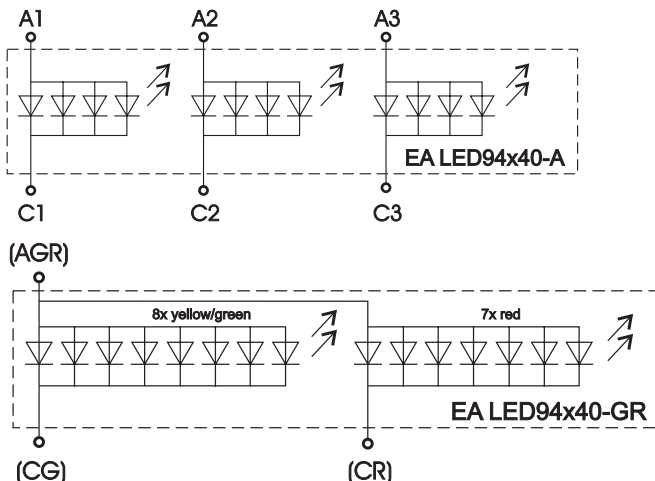 A1 A2 A3
EA LED94x40-A
C1 C2 C3
(AGR)
8x yellow/green 7x red
EA LED94x40-GR
(CG) (CR)